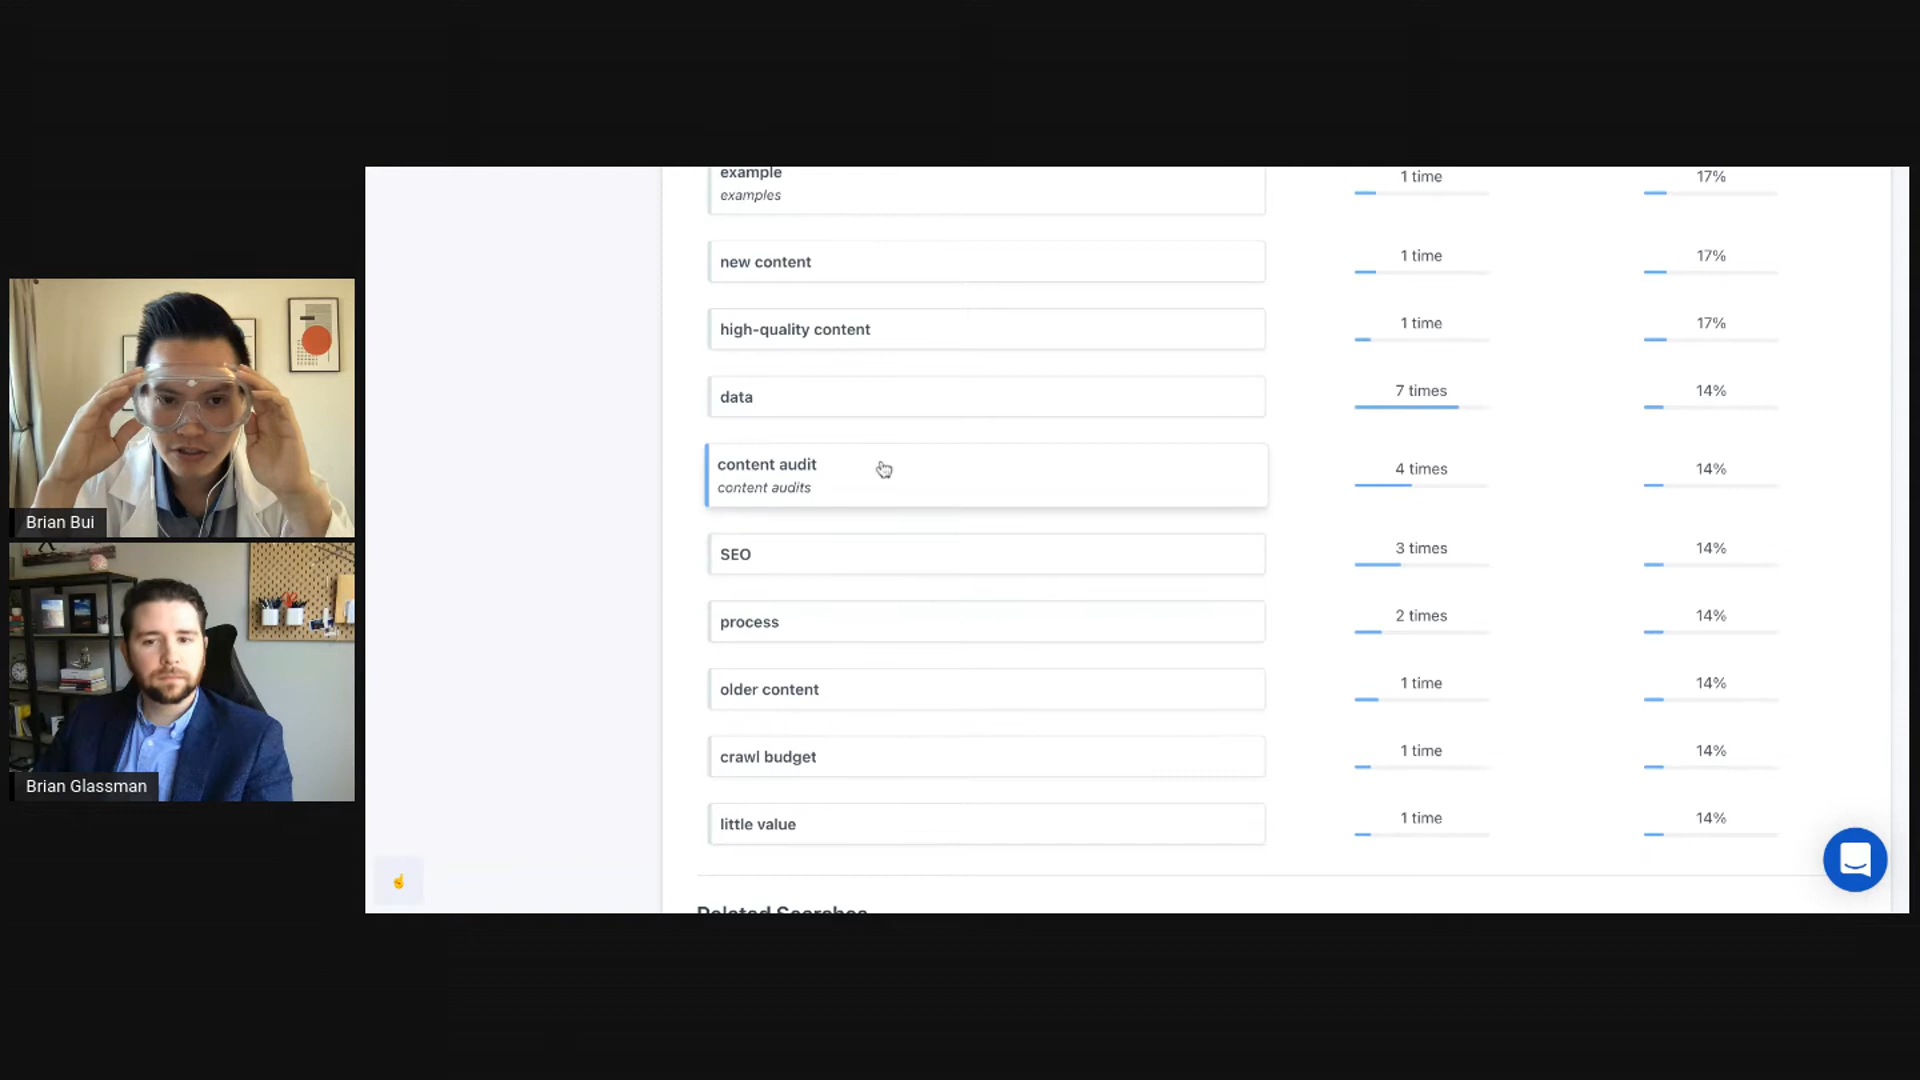 example
examples
1 time
17%
new content
1 time
17%
high-quality content
1 time
17%
data
7 times
14%
content audit
content audits
4 times
14%
SEO
3 times
14%
process
2 times
14%
older content
1 time
14%
crawl budget
1 time
14%
little value
1 time
14%
Related Searches
Brian Bui
Brian Glassman